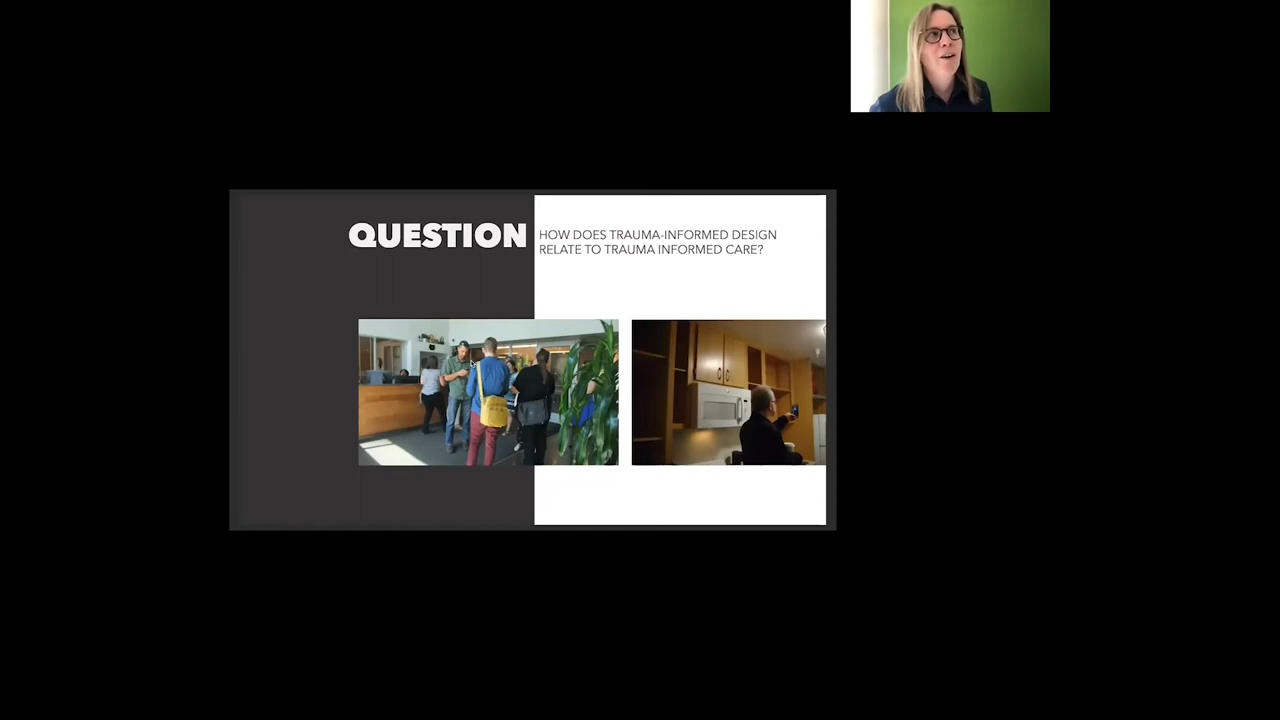 QUESTION
HOW DOES TRAUMA-INFORMED DESIGN
RELATE TO TRAUMA INFORMED CARE?